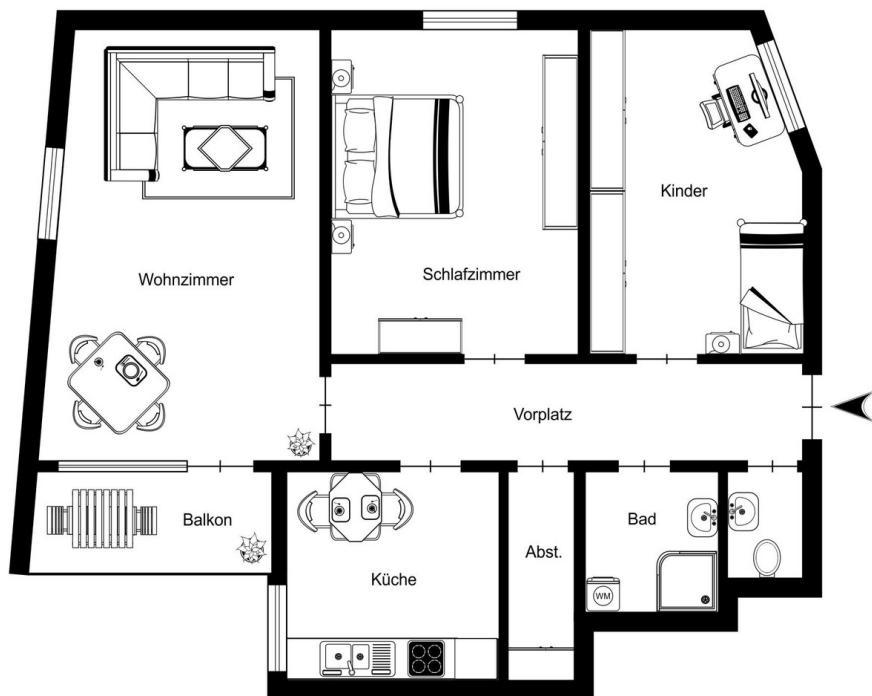 Kinder
Schlafzimmer
Wohnzimmer
Vorplatz
Balkon
Bad
Abst.
Küche
WM